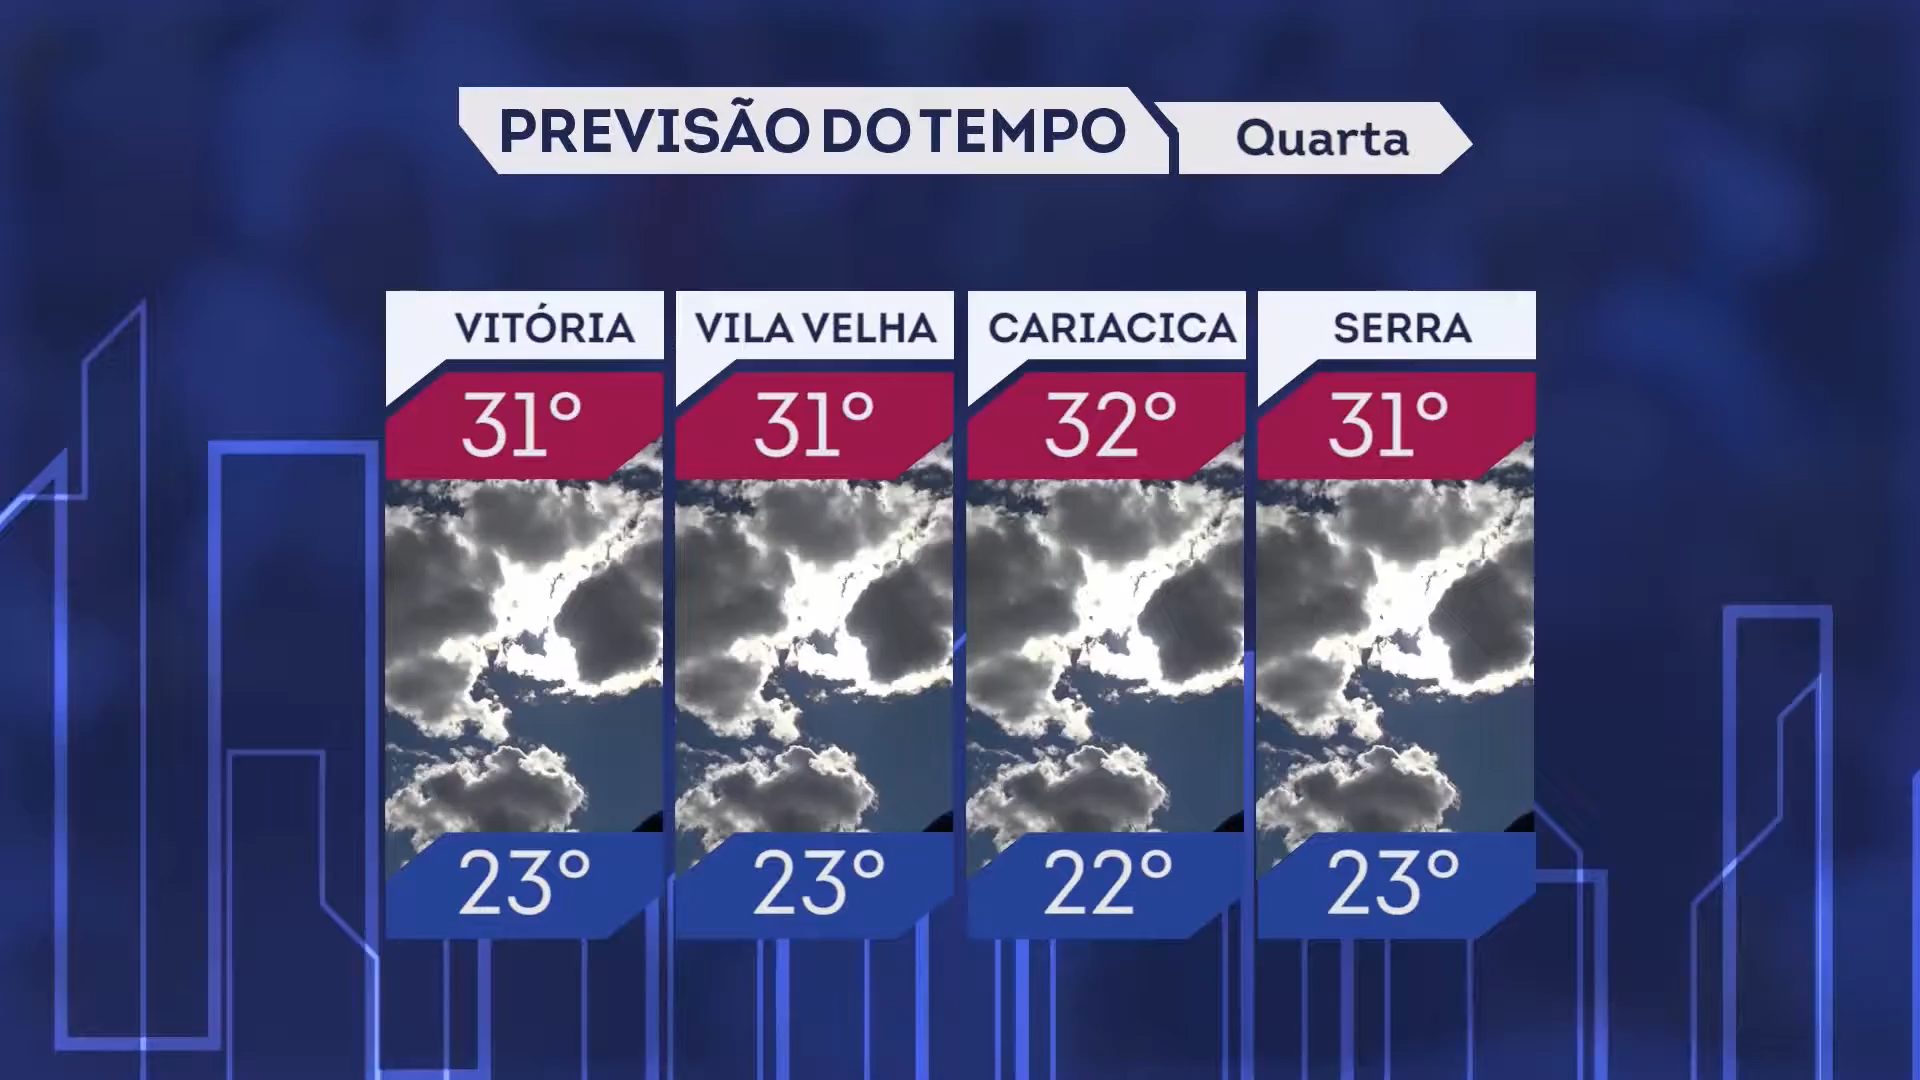 PREVISÃO DO TEMPO
Quarta
VITÓRIA
31°
23°
VILA VELHA
31°
23°
CARIACICA
32°
22°
SERRA
31°
23°